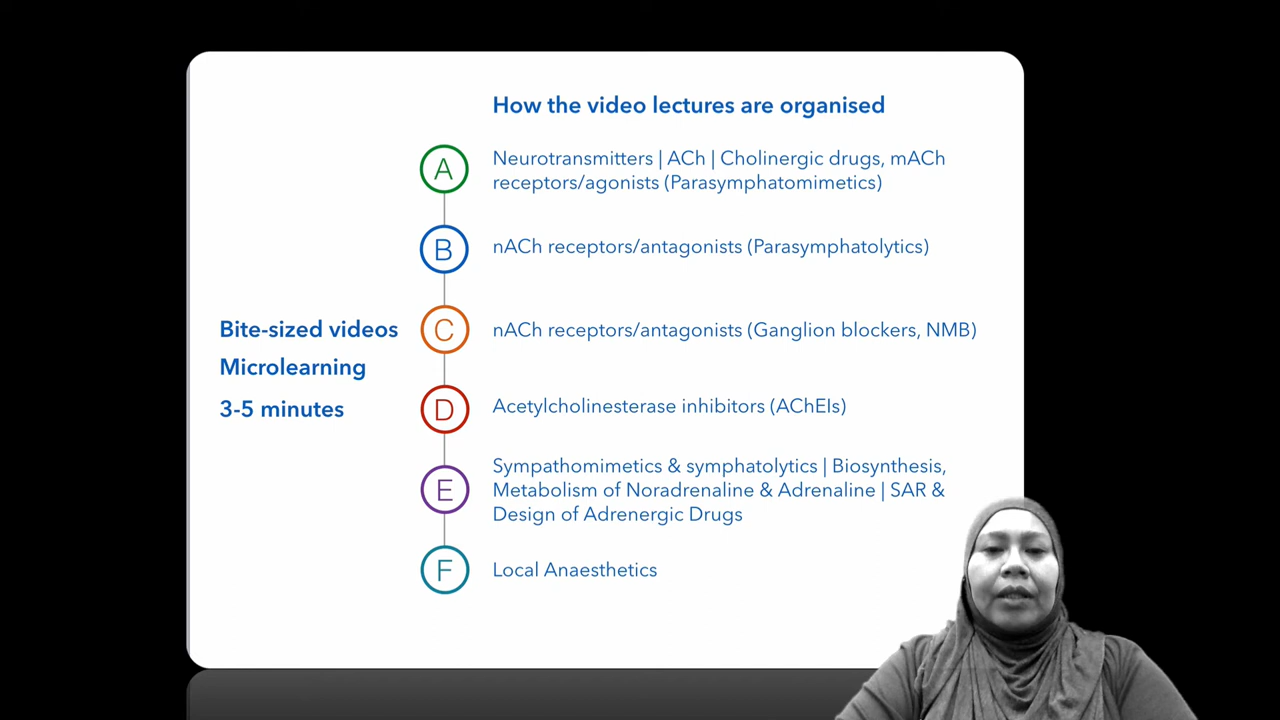 How the video lectures are organised
A
Neurotransmitters | ACh | Cholinergic drugs, mACh
receptors/agonists (Parasymphatomimetics)
B
nACh receptors/antagonists (Parasymphatolytics)
Bite-sized videos
Microlearning
3-5 minutes
C
nACh receptors/antagonists (Ganglion blockers, NMB)
D
Acetylcholinesterase inhibitors (AChEIs)
E
Sympathomimetics & symphatolytics | Biosynthesis,
Metabolism of Noradrenaline & Adrenaline | SAR &
Design of Adrenergic Drugs
F
Local Anaesthetics